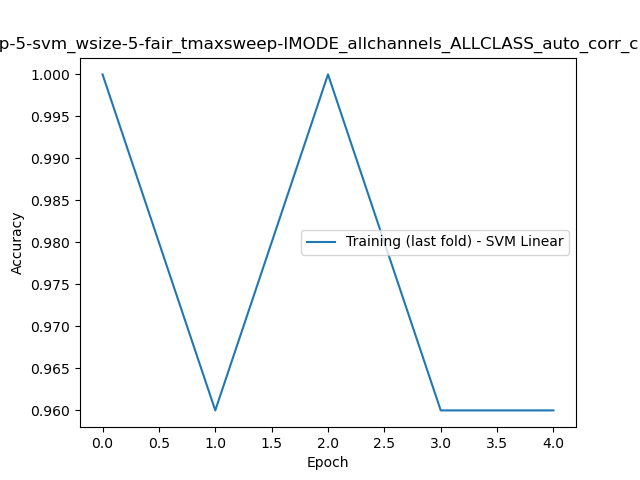 p-5-svm_wsize-5-fair_tmaxsweep-IMODE_allchannels_ALLCLASS_auto_corr_c
1.000
0.995
0.990
0.985
0.980
0.975
0.970
0.965
0.960
Accuracy
Training (last fold) - SVM Linear
0.0 0.5 1.0 1.5 2.0 2.5 3.0 3.5 4.0
Epoch